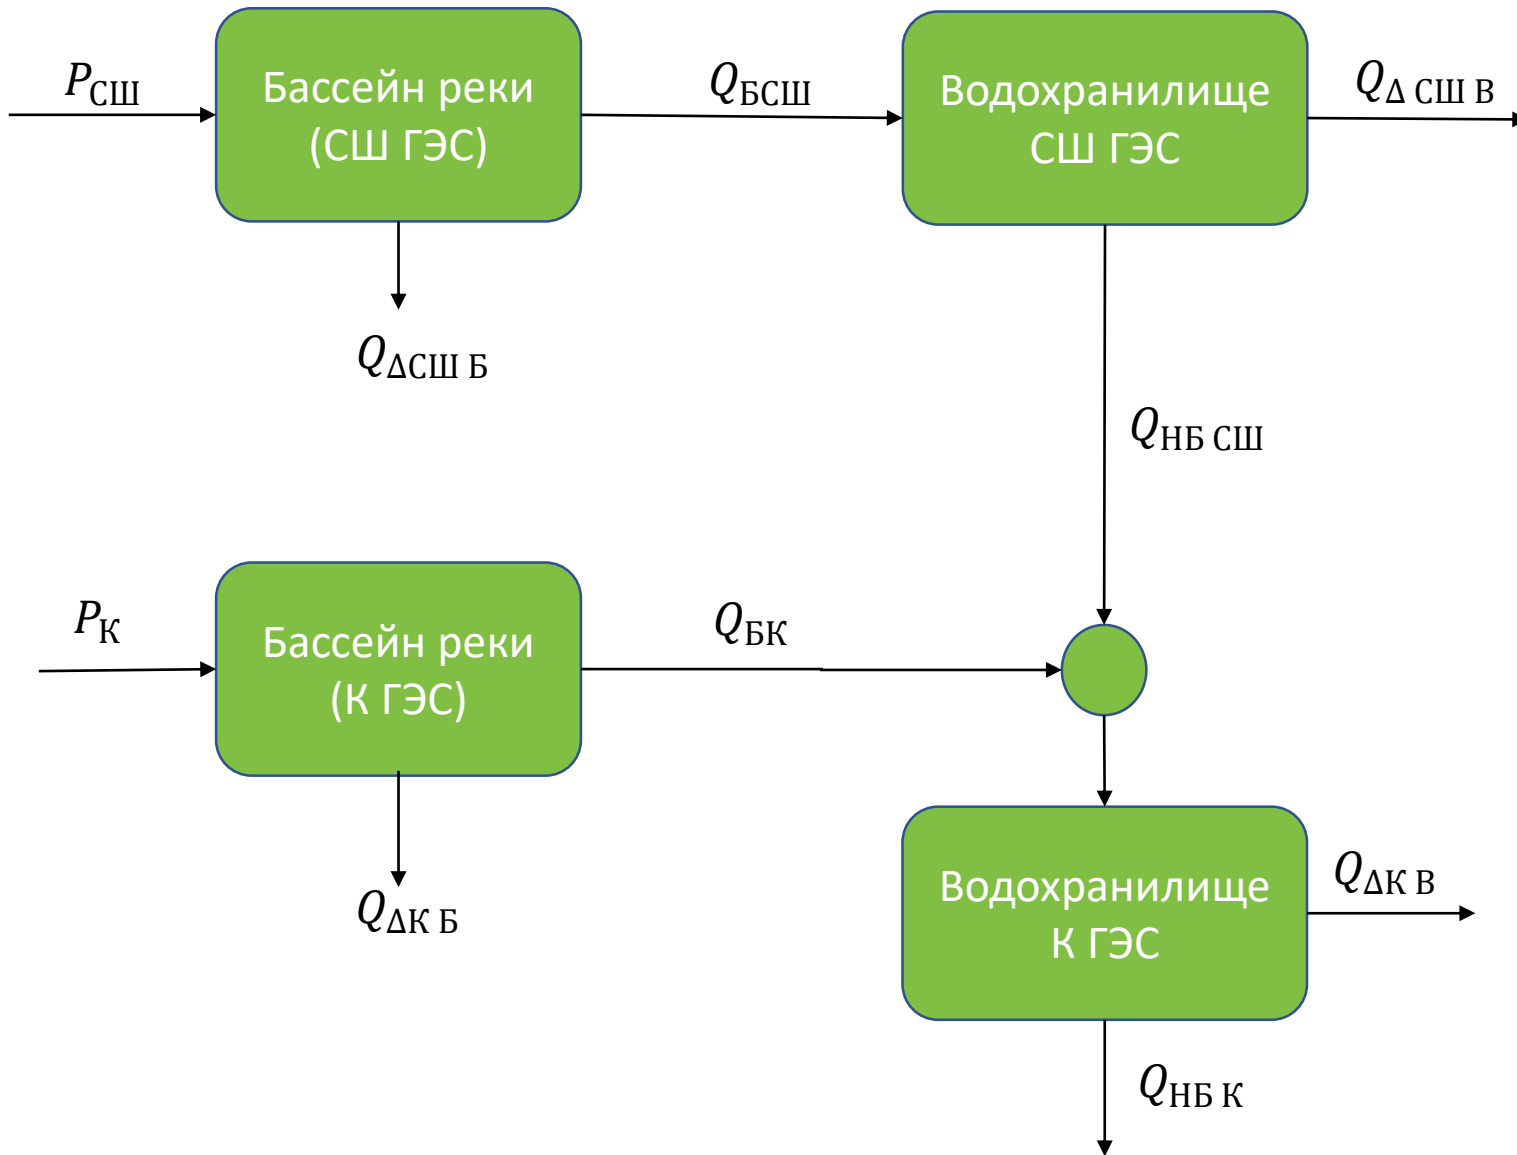 P_СШ
Бассейн реки
(СШ ГЭС)
Q_БСШ
Водохранилище
СШ ГЭС
Q_Δ СШ В
Q_ΔСШ Б
Q_НБ СШ
P_К
Бассейн реки
(К ГЭС)
Q_БК
Q_ΔК Б
Водохранилище
К ГЭС
Q_ΔК В
Q_НБ К